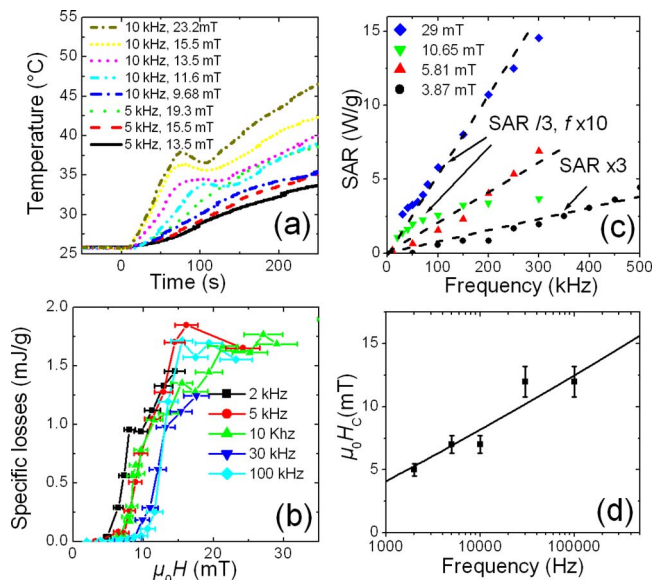 (a)
10 kHz, 23.2mT
10 kHz, 15.5 mT
10 kHz, 13.5 mT
10 kHz, 11.6 mT
10 kHz, 9.68 mT
5 kHz, 19.3 mT
5 kHz, 15.5 mT
5 kHz, 13.5mT
Temperature (°C)
55
50
45
40
35
30
25
0
100
200
Time (s)
(c)
29 mT
10.65 mT
5.81 mT
3.87 mT
SAR /3, f x10
SAR x3
SAR (W/g)
15
10
5
0
0
100
200
300
400
500
Frequency (kHz)
(b)
2 kHz
5 kHz
10 Khz
30 kHz
100 kHz
Specific losses (mJ/g)
2.0
1.5
1.0
0.5
0.0
0
10
20
30
μ0H (mT)
(d)
μ0HC(mT)
15
10
5
0
1000
10000
100000
Frequency (Hz)